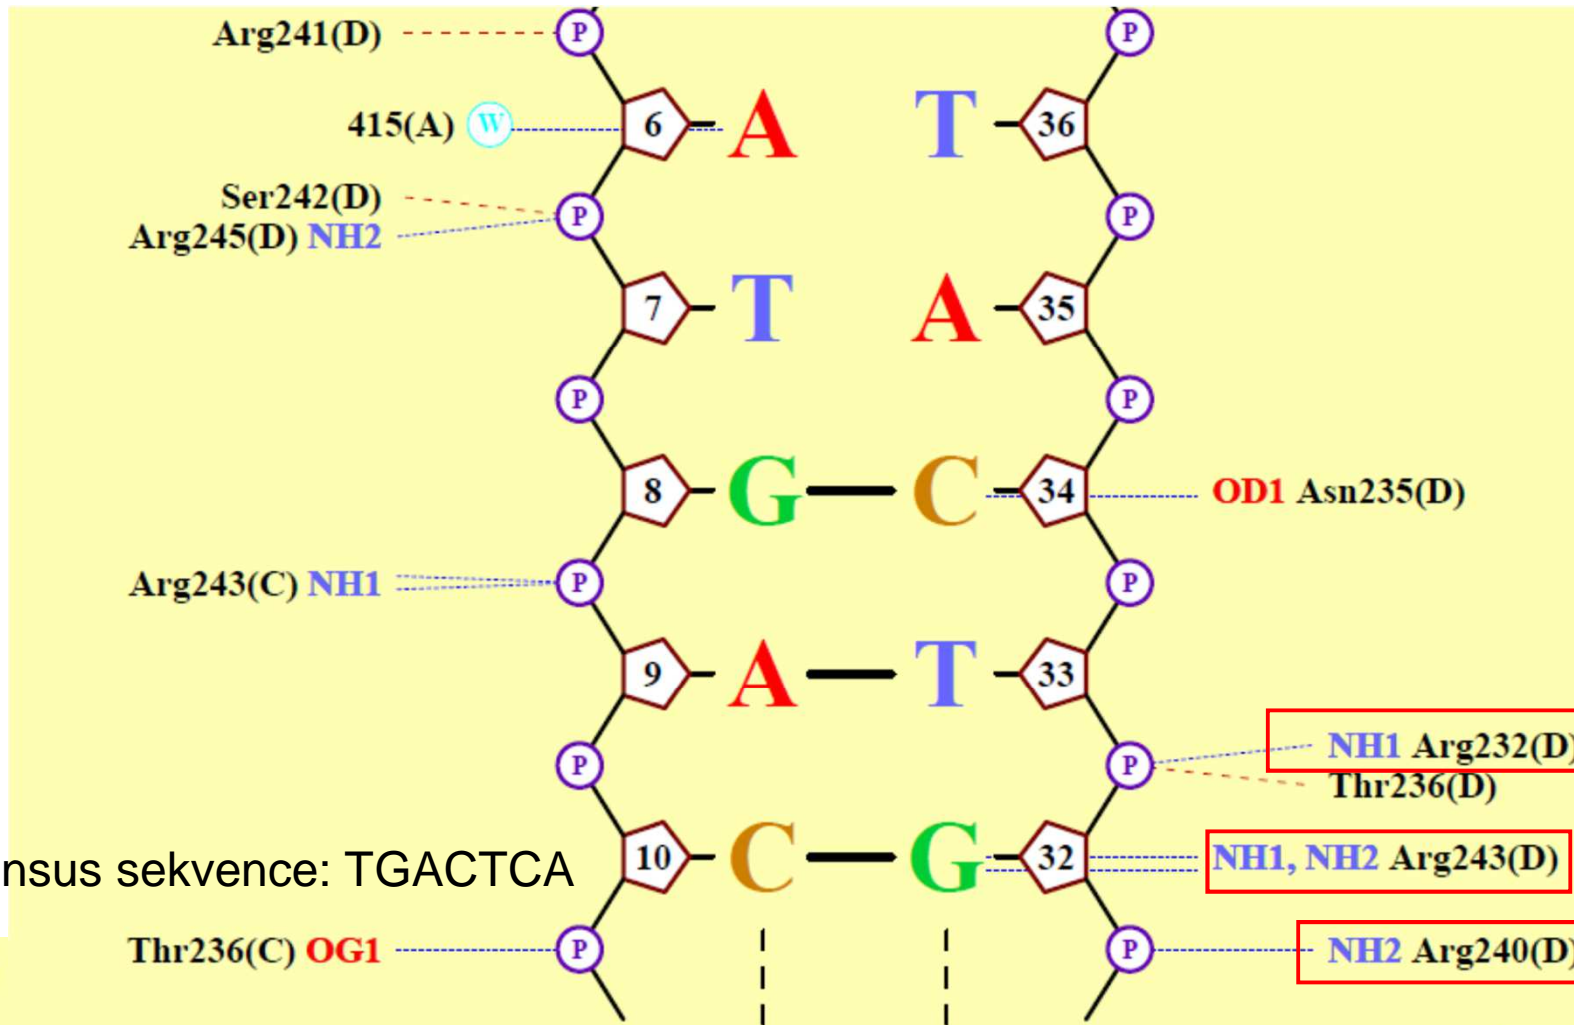 Arg241(D) P P
415(A) W 6 A T 36
Ser242(D)
Arg245(D) NH2 P P
7 T A 35
P P
8 G C 34 OD1 Asn235(D)
Arg243(C) NH1 P P
9 A T 33
NH1 Arg232(D)
P P
Thr236(D)
nsus sekvence: TGACTCA 10 C G 32 NH1, NH2 Arg243(D)
Thr236(C) OG1 P P NH2 Arg240(D)